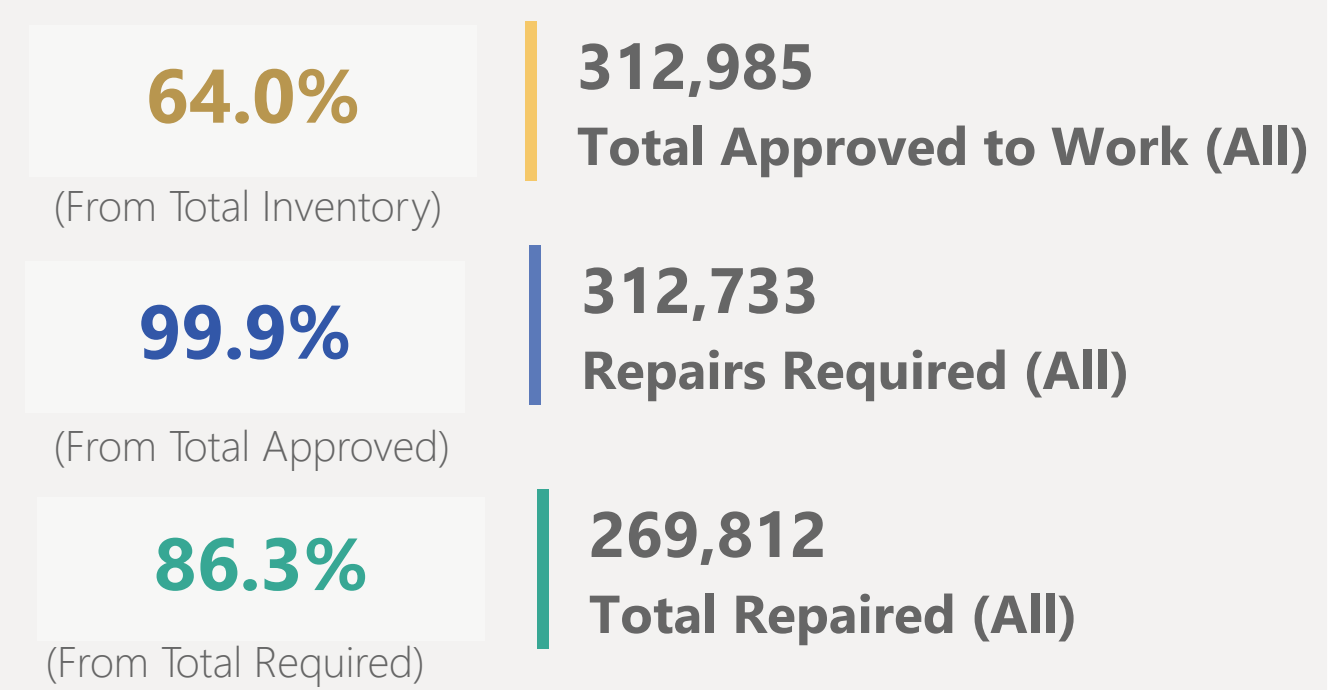 64.0%
(From Total Inventory)
312,985
Total Approved to Work (All)
99.9%
(From Total Approved)
312,733
Repairs Required (All)
86.3%
(From Total Required)
269,812
Total Repaired (All)